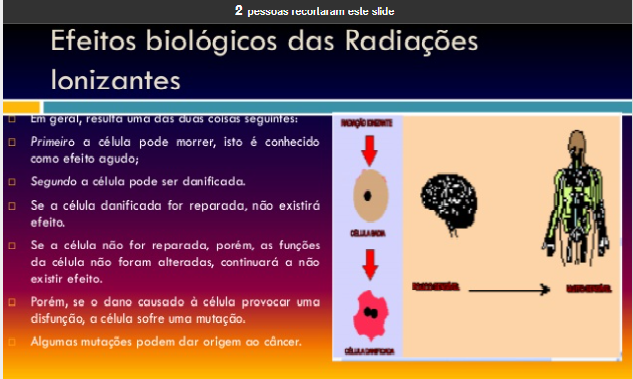 2 pessoas recortaram este slide
Efeitos biológicos das Radiações
Ionizantes
Em geral, resulta uma das duas coisas seguintes:
Primeiro a célula pode morrer, isto é conhecido
como efeito agudo;
Segundo a célula pode ser danificada.
Se a célula danificada for reparada, não existirá
efeito.
Se a célula não for reparada, porém, as funções
da célula não foram alteradas, continuará a não
existir efeito.
Porém, se o dano causado à célula provocar uma
disfunção, a célula sofre uma mutação.
Algumas mutações podem dar origem ao câncer.
RADIAÇÃO IONIZANTE
CÉLULA SADIA
CÉLULA DANIFICADA